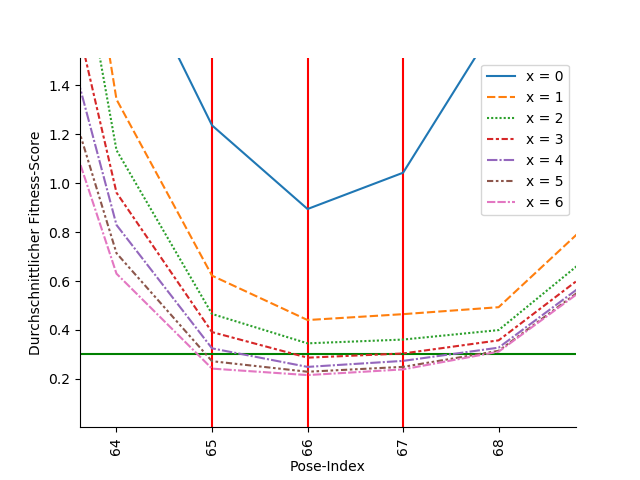 Durchschnittlicher Fitness-Score
1.4
1.2
1.0
0.8
0.6
0.4
0.2
x = 0
x = 1
x = 2
x = 3
x = 4
x = 5
x = 6
64 65 66 67 68
Pose-Index